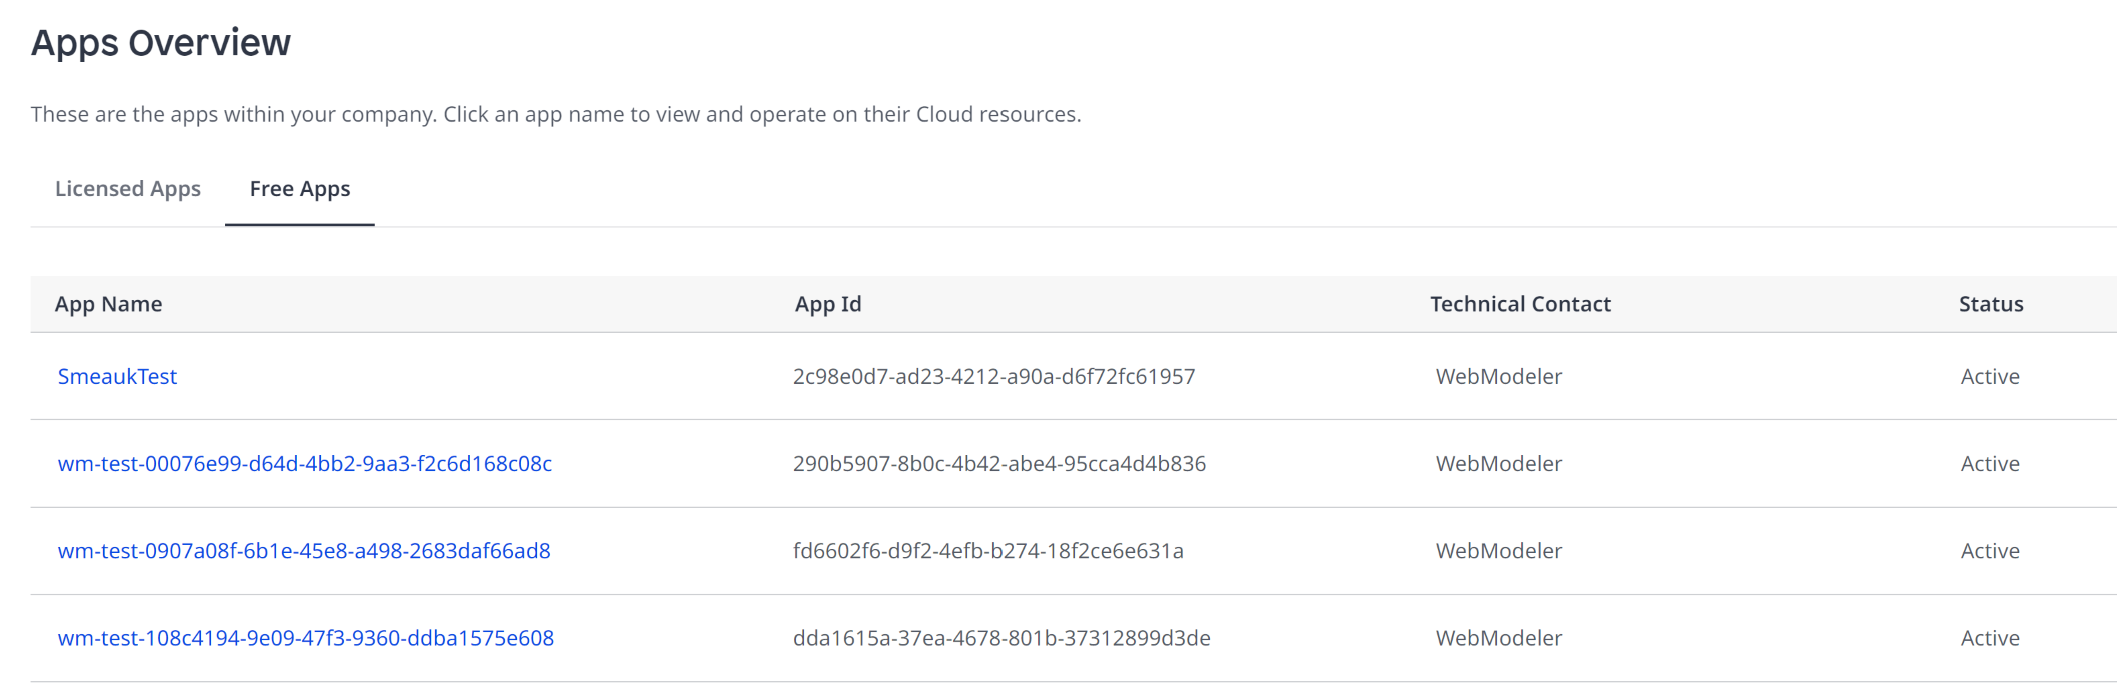 Apps Overview
These are the apps within your company. Click an app name to view and operate on their Cloud resources.
Licensed Apps Free Apps
App Name App Id Technical Contact Status
SmeaukTest 2c98e0d7-ad23-4212-a90a-d6f72fc61957 WebModeler Active
wm-test-00076e99-d64d-4bb2-9aa3-f2c6d168c08c 290b5907-8b0c-4b42-abe4-95cca4d4b836 WebModeler Active
wm-test-0907a08f-6b1e-45e8-a498-2683daf66ad8 fd6602f6-d9f2-4efb-b274-18f2ce6e631a WebModeler Active
wm-test-108c4194-9e09-47f3-9360-ddba1575e608 dda1615a-37ea-4678-801b-37312899d3de WebModeler Active